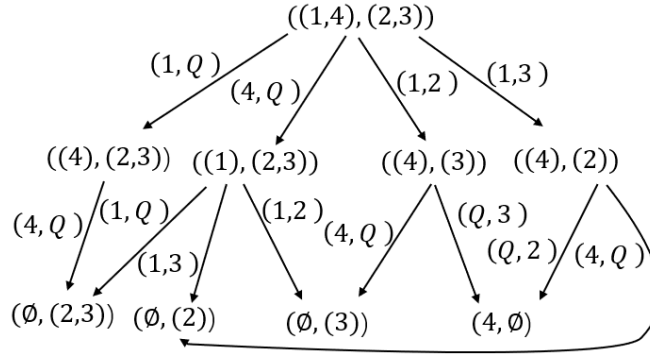 ((1,4), (2,3))
(1, Q )
(4, Q )
(1,2 )
(1,3 )
((4), (2,3))
((1), (2,3))
((4), (3))
((4), (2))
(4, Q )
(1, Q )
(1,3 )
(1,2 )
(4, Q )
(Q, 3 )
(Q, 2 )
(4, Q )
(∅, (2,3))
(∅, (2))
(∅, (3))
(4, ∅)